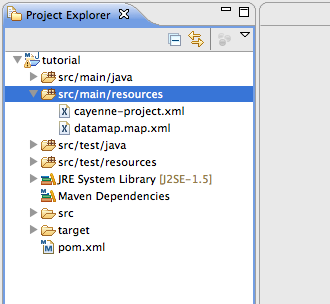 Project Explorer
tutorial
src/main/java
src/main/resources
cayenne-project.xml
datamap.map.xml
src/test/java
src/test/resources
JRE System Library [J2SE-1.5]
Maven Dependencies
src
target
pom.xml